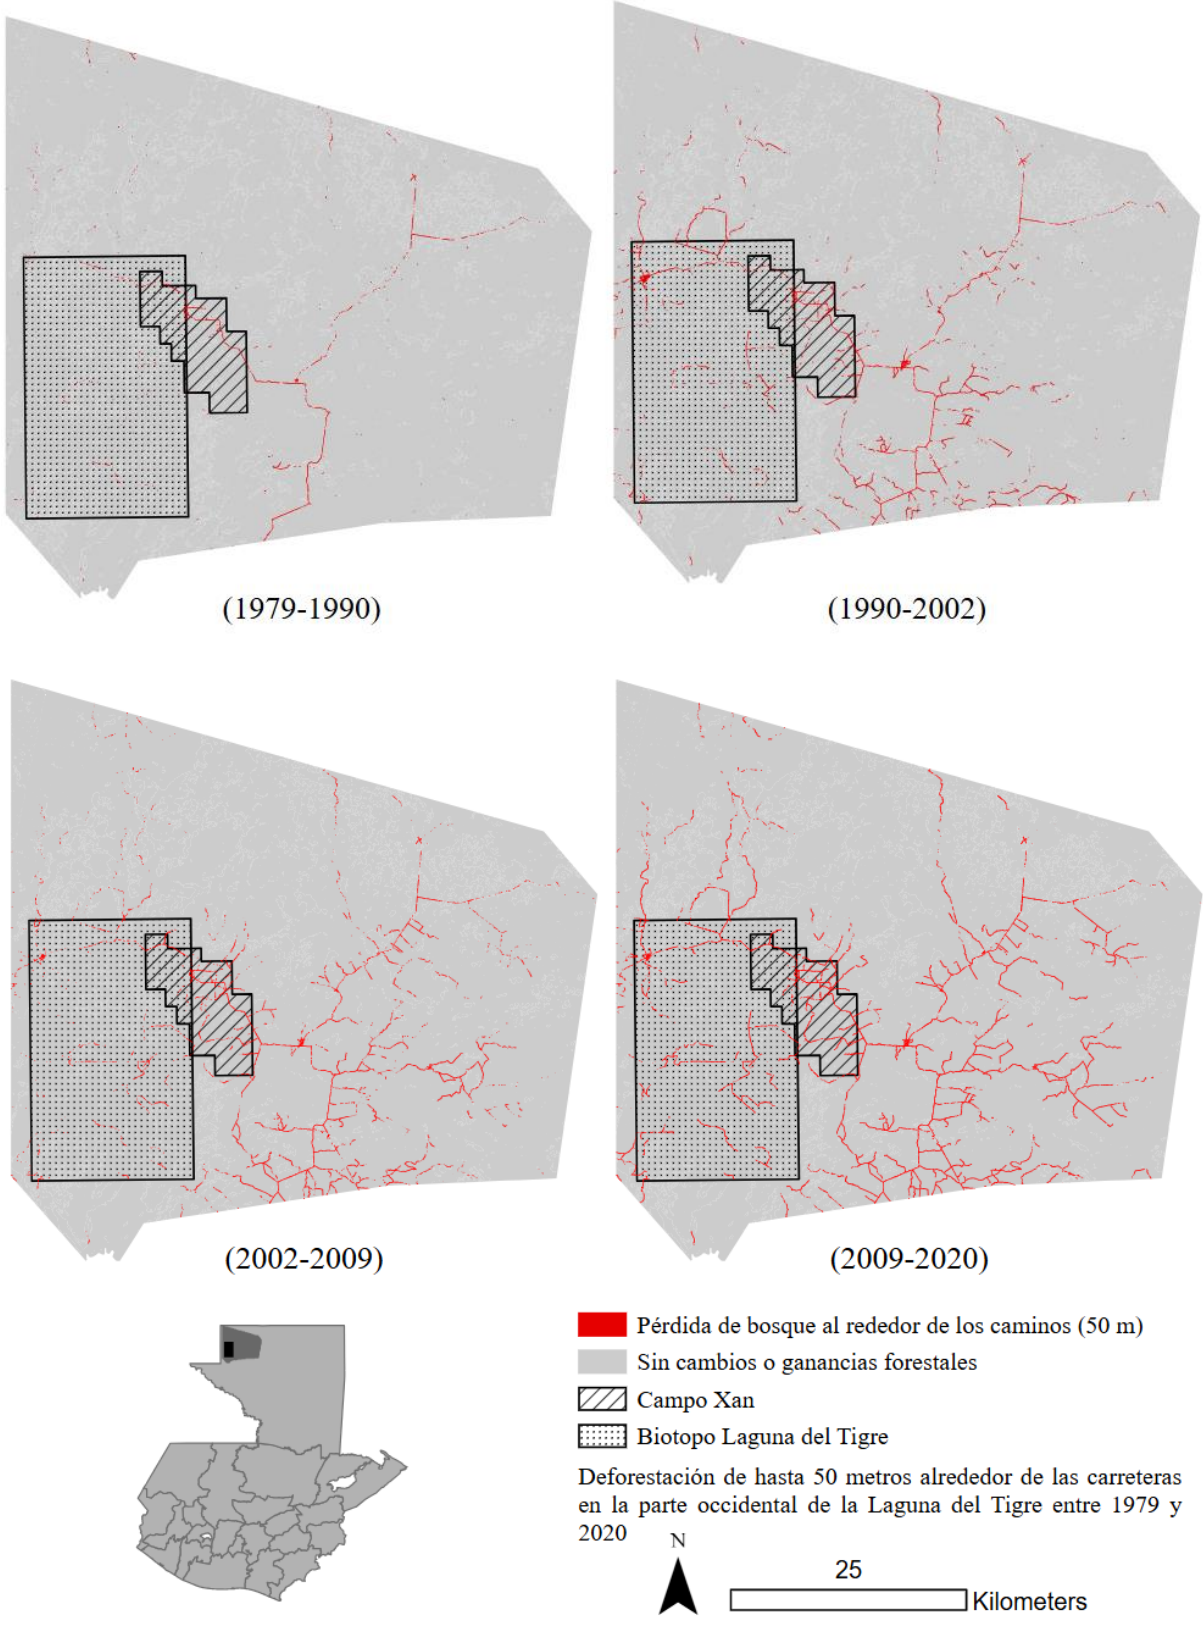 (1979-1990)
(1990-2002)
(2002-2009)
(2009-2020)
Pérdida de bosque al rededor de los caminos (50 m)
Sin cambios o ganancias forestales
Campo Xan
Biotopo Laguna del Tigre
Deforestación de hasta 50 metros alrededor de las carreteras
en la parte occidental de la Laguna del Tigre entre 1979 y
2020
N
25
Kilometers